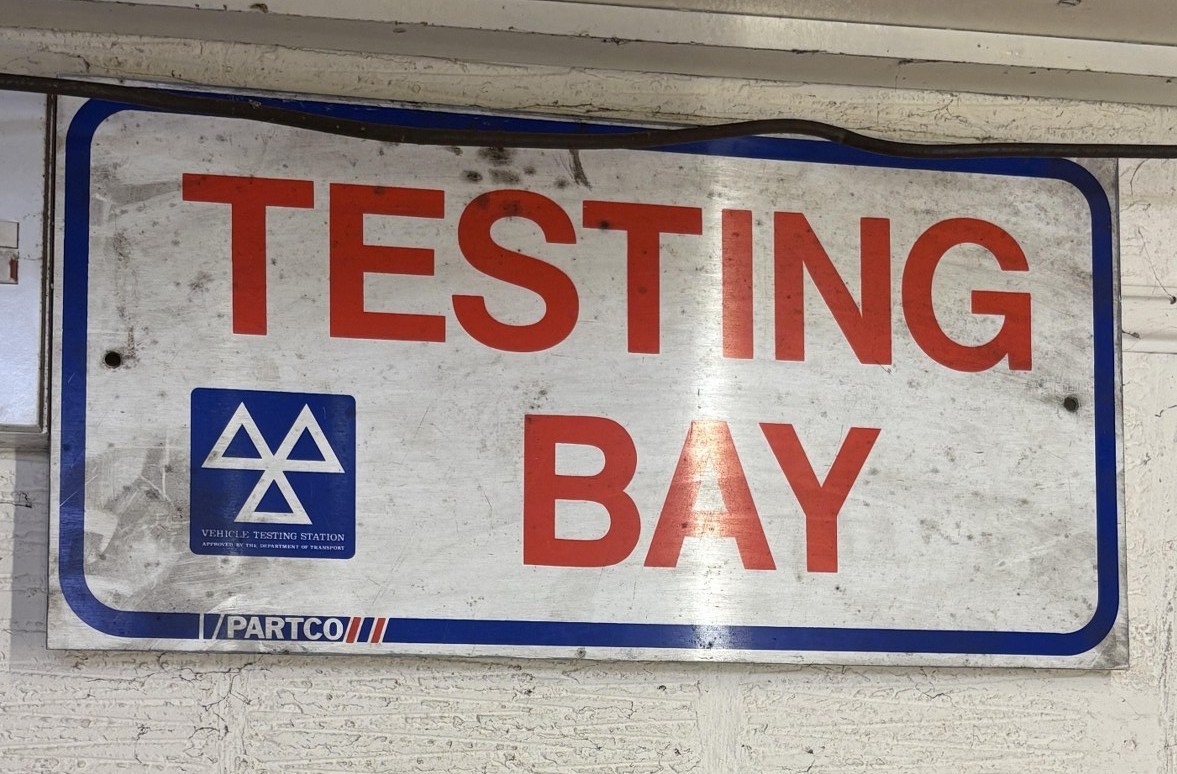 TESTING
BAY
VEHICLE TESTING STATION
APPROVED BY THE DEPARTMENT OF TRANSPORT
PARTCO